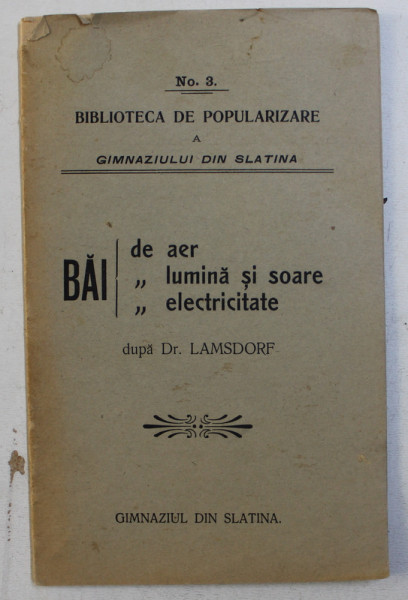 No. 3.
BIBLIOTECA DE POPULARIZARE
A
GIMNAZIULUI DIN SLATINA
BĂI
de aer
„ lumină și soare
„ electricitate
după Dr. LAMSDORF
GIMNAZIUL DIN SLATINA.